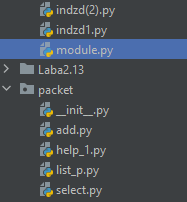 indzd(2).py
indzd1.py
module.py
Laba2.13
packet
__init__.py
add.py
help_1.py
list_p.py
select.py